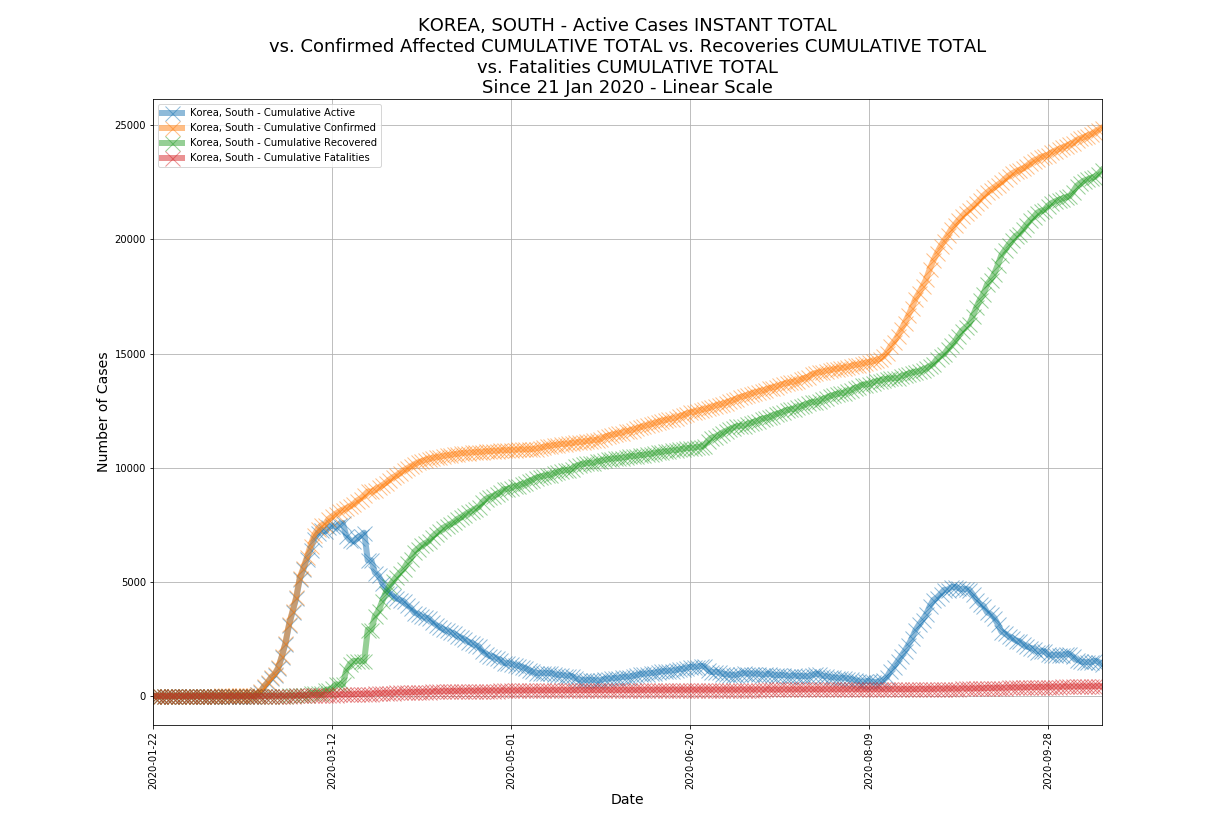 KOREA, SOUTH - Active Cases INSTANT TOTAL
vs. Confirmed Affected CUMULATIVE TOTAL vs. Recoveries CUMULATIVE TOTAL
vs. Fatalities CUMULATIVE TOTAL
Since 21 Jan 2020 - Linear Scale
Korea, South - Cumulative Active
Korea, South - Cumulative Confirmed
Korea, South - Cumulative Recovered
Korea, South - Cumulative Fatalities
Number of Cases
25000
20000
15000
10000
5000
0
2020-01-22
2020-03-12
2020-05-01
2020-06-20
2020-08-09
2020-09-28
Date